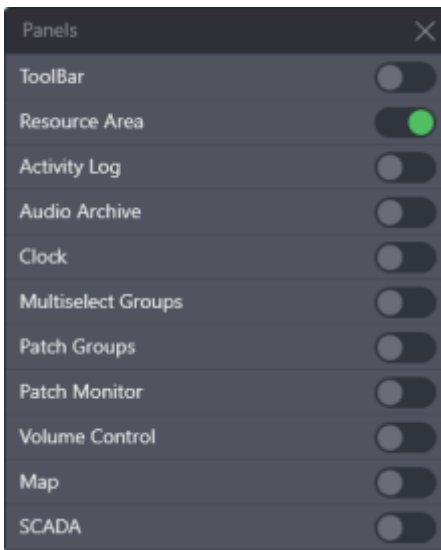 Panels
ToolBar
Resource Area
Activity Log
Audio Archive
Clock
Multiselect Groups
Patch Groups
Patch Monitor
Volume Control
Map
SCADA